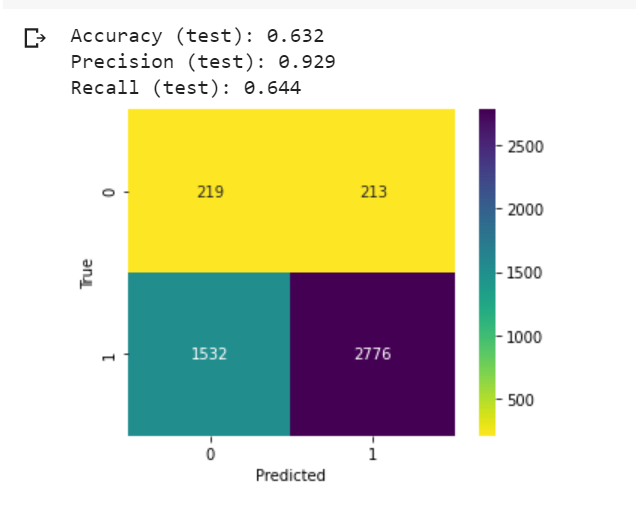 Accuracy (test): 0.632
Precision (test): 0.929
Recall (test): 0.644
0
219
213
True
1
1532
2776
0
1
Predicted
2500
2000
1500
1000
500